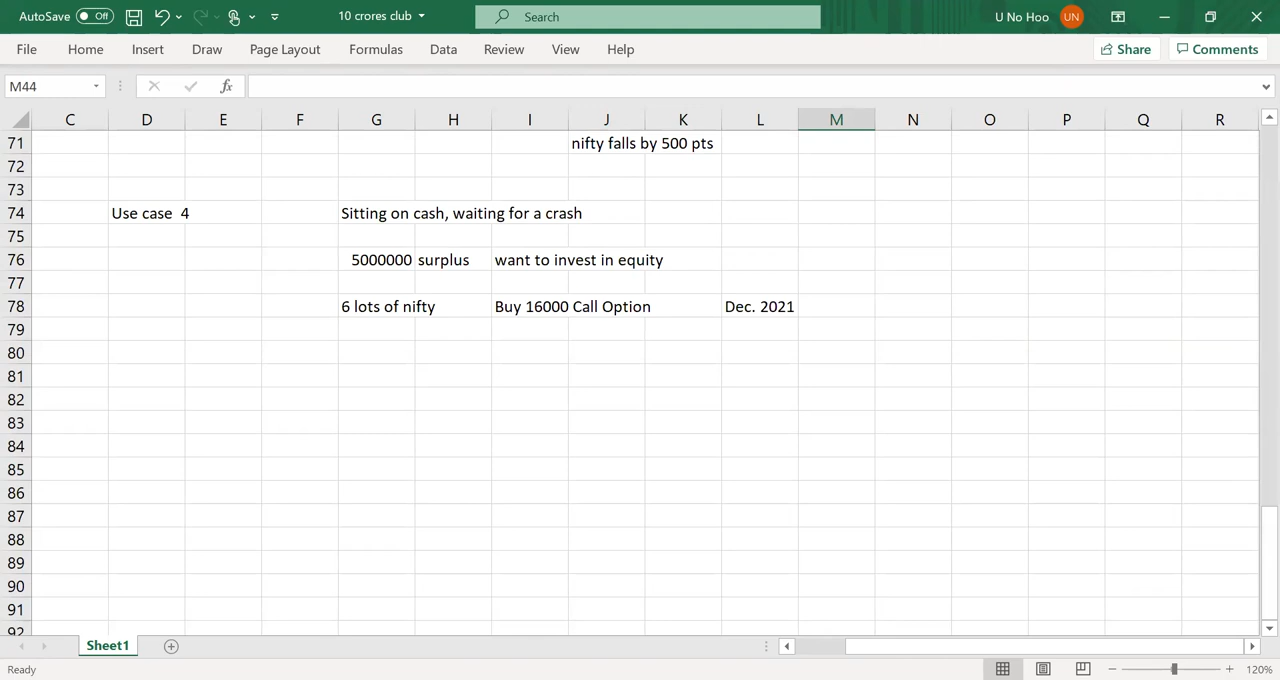 AutoSave Off 10 crores club Search U No Hoo UN
File Home Insert Draw Page Layout Formulas Data Review View Help Share Comments
M44 fx
C D E F G H I J K L M N O P Q R
71 nifty falls by 500 pts
72
73
74 Use case 4 Sitting on cash, waiting for a crash
75
76 5000000 surplus want to invest in equity
77
78 6 lots of nifty Buy 16000 Call Option Dec. 2021
79
80
81
82
83
84
85
86
87
88
89
90
91
92
Sheet1
Ready 120%